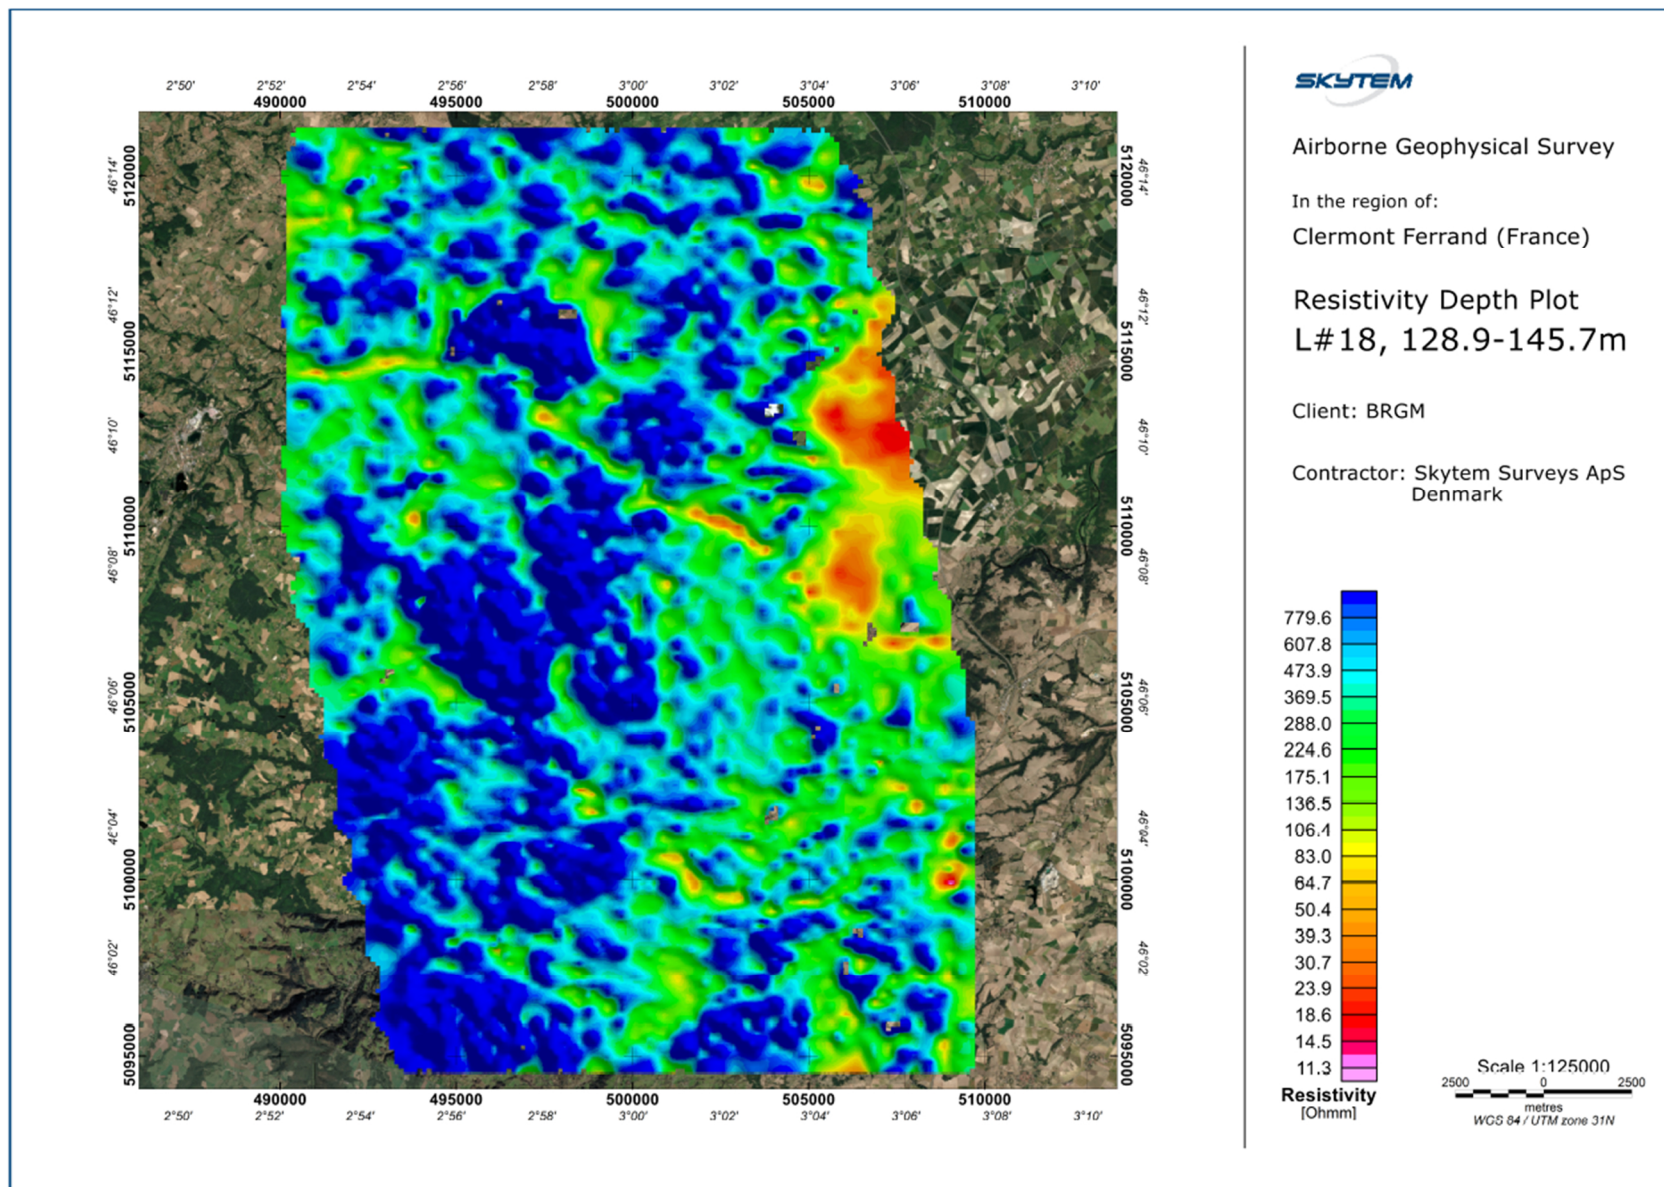 2°50' 2°52' 2°54' 2°56' 2°58' 3°00' 3°02' 3°04' 3°06' 3°08' 3°10'
490000 495000 500000 505000 510000
46°14' 5120000 5120000 46°14'
46°12' 46°12'
5115000 5115000
46°10' 46°10'
5110000 5110000
46°08' 46°08'
46°06' 5105000 5105000 46°06'
46°04' 46°04'
5100000 5100000
46°02' 46°02
5095000 5095000
490000 495000 500000 505000 510000
2°50' 2°52' 2°54' 2°56' 2°58' 3°00' 3°02' 3°04' 3°06' 3°08' 3°10'
SKYTEM
Airborne Geophysical Survey
In the region of:
Clermont Ferrand (France)
Resistivity Depth Plot
L#18, 128.9-145.7m
Client: BRGM
Contractor: Skytem Surveys ApS
Denmark
779.6
607.8
473.9
369.5
288.0
224.6
175.1
136.5
106.4
83.0
64.7
50.4
39.3
30.7
23.9
18.6
14.5
11.3
Resistivity
[Ohmm]
Scale 1:125000
2500 0 2500
metres
WGS 84 / UTM zone 31N